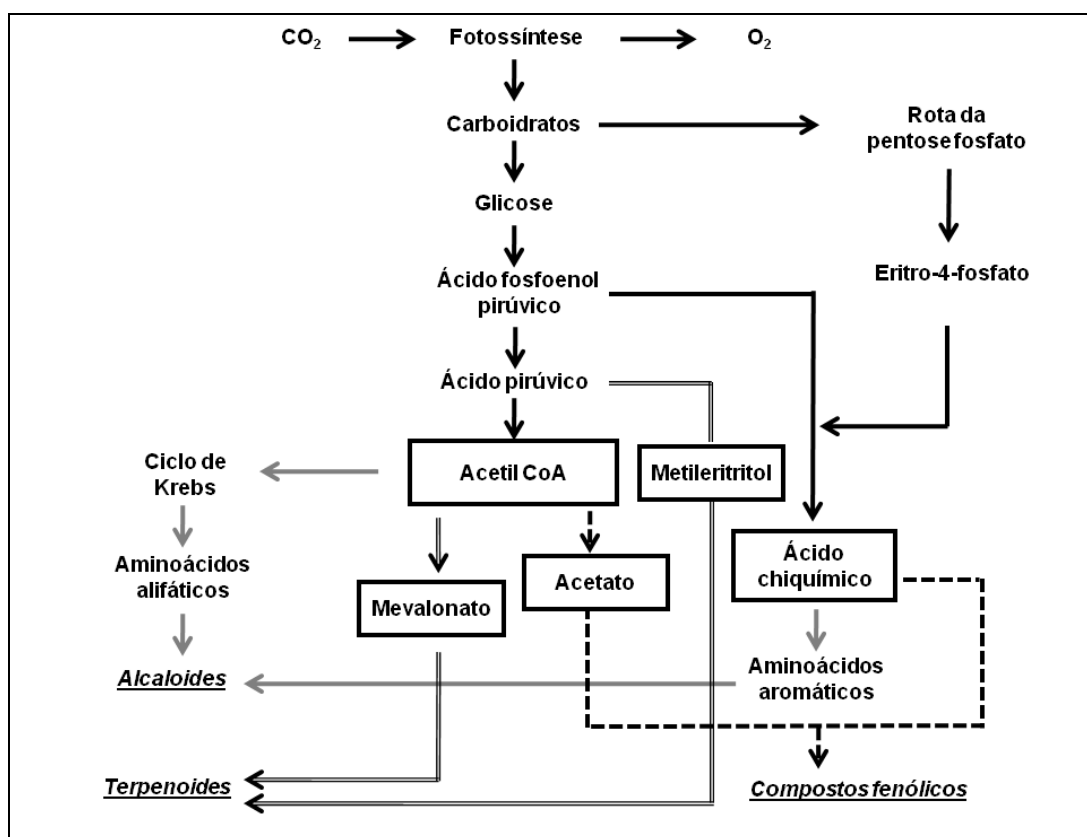 CO₂
Fotossíntese
O₂
Carboidratos
Rota da
pentose fosfato
Glicose
Eritro-4-fosfato
Ácido fosfoenol
pirúvico
Ácido pirúvico
Ciclo de
Krebs
Acetil CoA
Metileritritol
Aminoácidos
alifáticos
Mevalonato
Acetato
Ácido
chiquímico
Alcaloides
Aminoácidos
aromáticos
Terpenoides
Compostos fenólicos